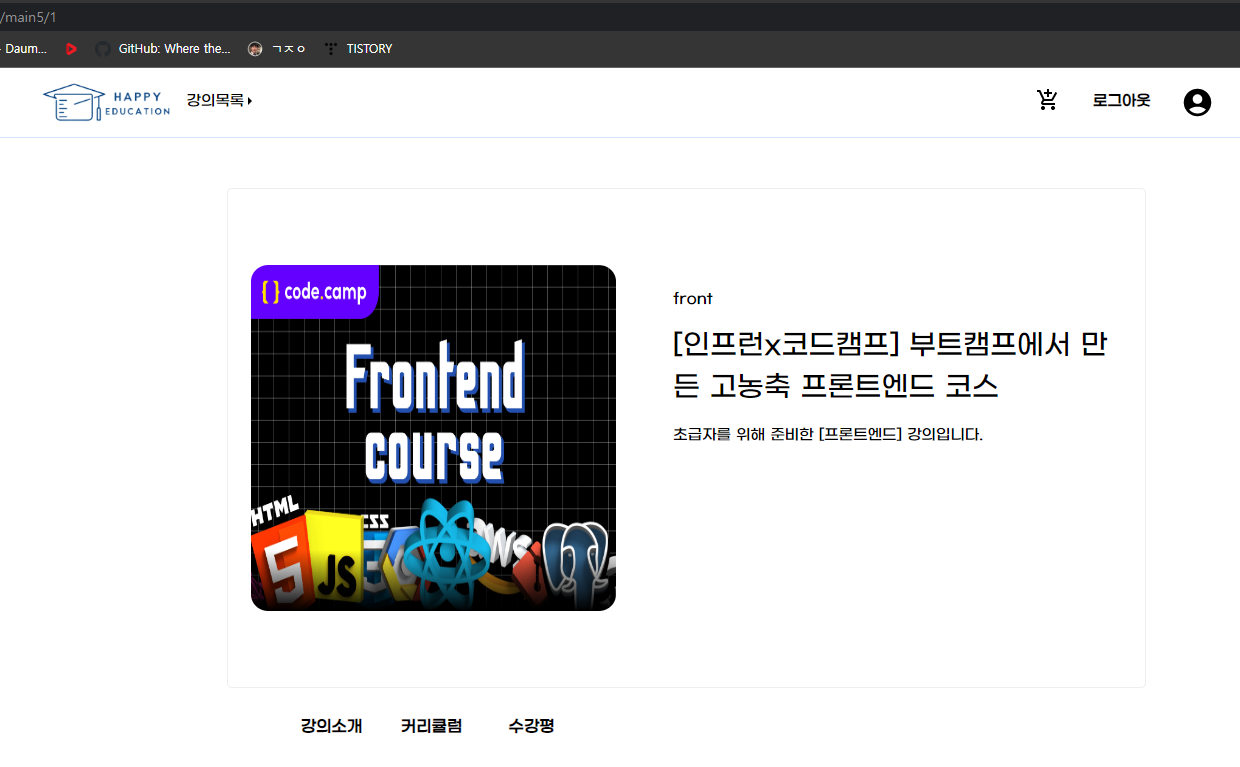 /main5/1
Daum...
GitHub: Where the...
ㄱㅈㅇ
TISTORY
HAPPY
EDUCATION
강의목록
로그아웃
{ } code.camp
Frontend
course
HTML
5
JS
CSS
front
[인프런x코드캠프] 부트캠프에서 만
든 고농축 프론트엔드 코스
초급자를 위해 준비한 [프론트엔드] 강의입니다.
강의소개
커리큘럼
수강평